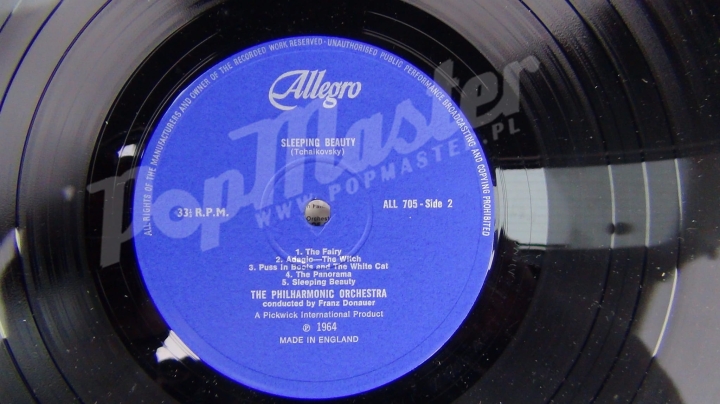 ALL RIGHTS OF THE MANUFACTURERS AND OWNER OF THE RECORDED WORK RESERVED · UNAUTHORISED PUBLIC PERFORMANCE BROADCASTING AND COPYING PROHIBITED
Allegro
SLEEPING BEAUTY
(Tchaikovsky)
33⅓ R.P.M.
ALL 705 - Side 2
1. The Fairy
2. Adagio—The Witch
3. Puss in Boots and The White Cat
4. The Panorama
5. Sleeping Beauty
THE PHILHARMONIC ORCHESTRA
conducted by Franz Donauer
A Pickwick International Product
℗ 1964
MADE IN ENGLAND
PopMaster
WWW.POPMASTER.PL